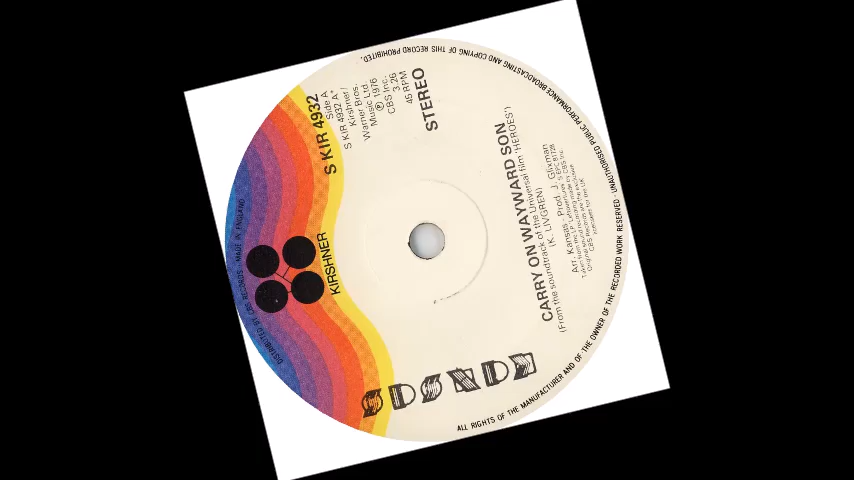 KIRSHNER
S KIR 4932
Side A
S KIR 4932 A*
Kirshner/
Warner Bros.
Music Ltd.
℗ 1976
CBS Inc.
3.26
45 RPM
STEREO
CARRY ON WAYWARD SON
(From the soundtrack of the Universal film 'HEROES')
(K. LIVGREN)
Arr. Kansas - Prod. J. Glixman
KANSAS
ALL RIGHTS OF THE MANUFACTURER AND OF THE OWNER OF THE RECORDED WORK RESERVED · UNAUTHORISED PUBLIC PERFORMANCE BROADCASTING AND COPYING OF THIS RECORD PROHIBITED.
DISTRIBUTED BY CBS RECORDS · MADE IN ENGLAND